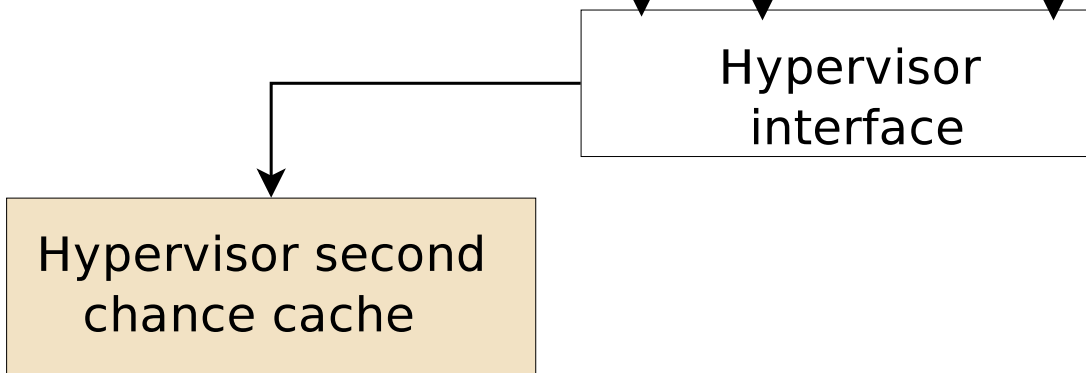 Hypervisor
interface
Hypervisor second
chance cache